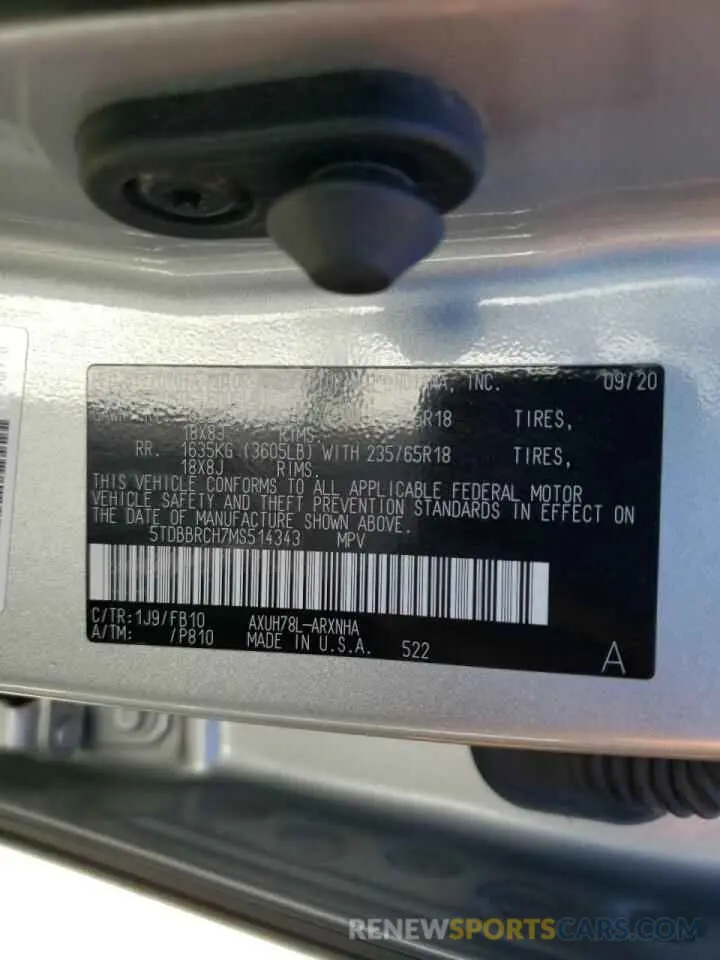 INC. 09/20
R18 TIRES,
18X8J RIMS
RR. 1635KG (3605LB) WITH 235/65R18 TIRES,
18X8J RIMS.
THIS VEHICLE CONFORMS TO ALL APPLICABLE FEDERAL MOTOR
VEHICLE SAFETY AND THEFT PREVENTION STANDARDS IN EFFECT ON
THE DATE OF MANUFACTURE SHOWN ABOVE.
5TDBBRCH7MS514343 MPV
C/TR:1J9/FB10 AXUH78L-ARXNHA
A/TM: /P810 MADE IN U.S.A. 522
A
RENEWSPORTSCARS.COM